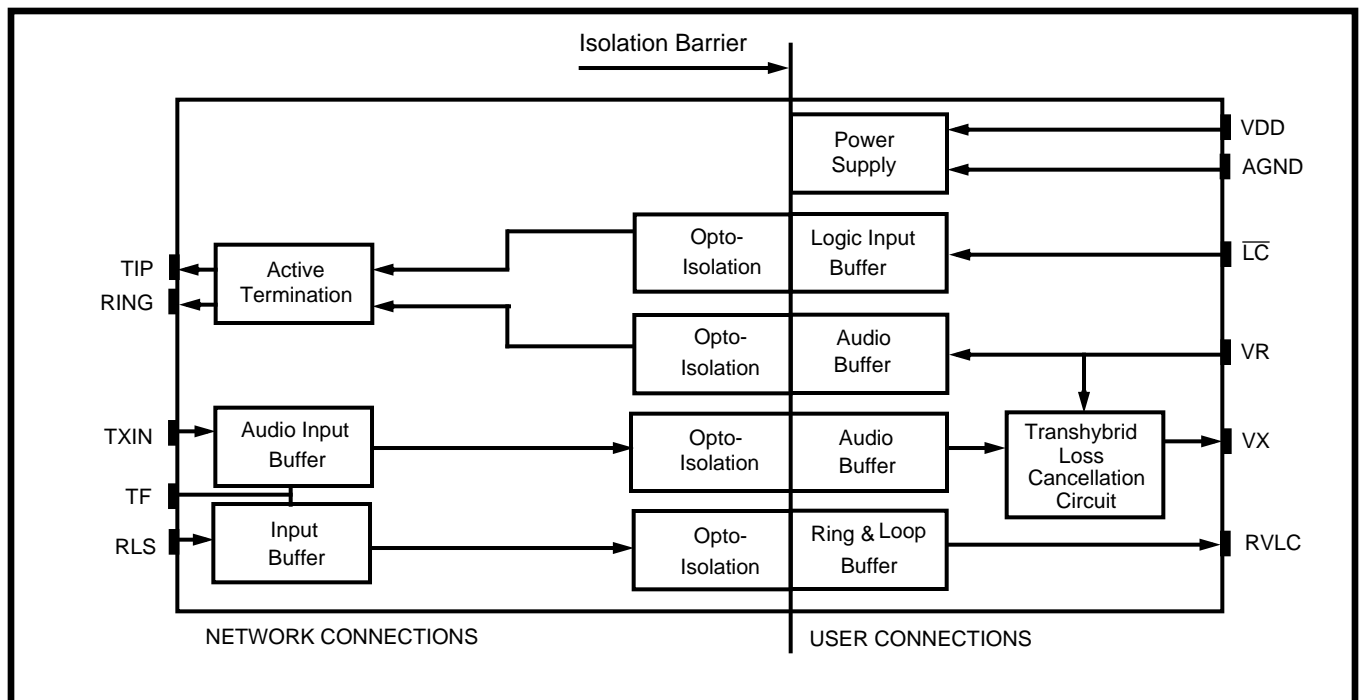 Isolation Barrier
VDD
Power
Supply
AGND
Opto-
Isolation
Logic Input
Buffer
L̅C̅
TIP
RING
Active
Termination
Opto-
Isolation
Audio
Buffer
VR
TXIN
Audio Input
Buffer
Opto-
Isolation
Audio
Buffer
Transhybrid
Loss
Cancellation
Circuit
VX
TF
RLS
Input
Buffer
Opto-
Isolation
Ring & Loop
Buffer
RVLC
NETWORK CONNECTIONS
USER CONNECTIONS